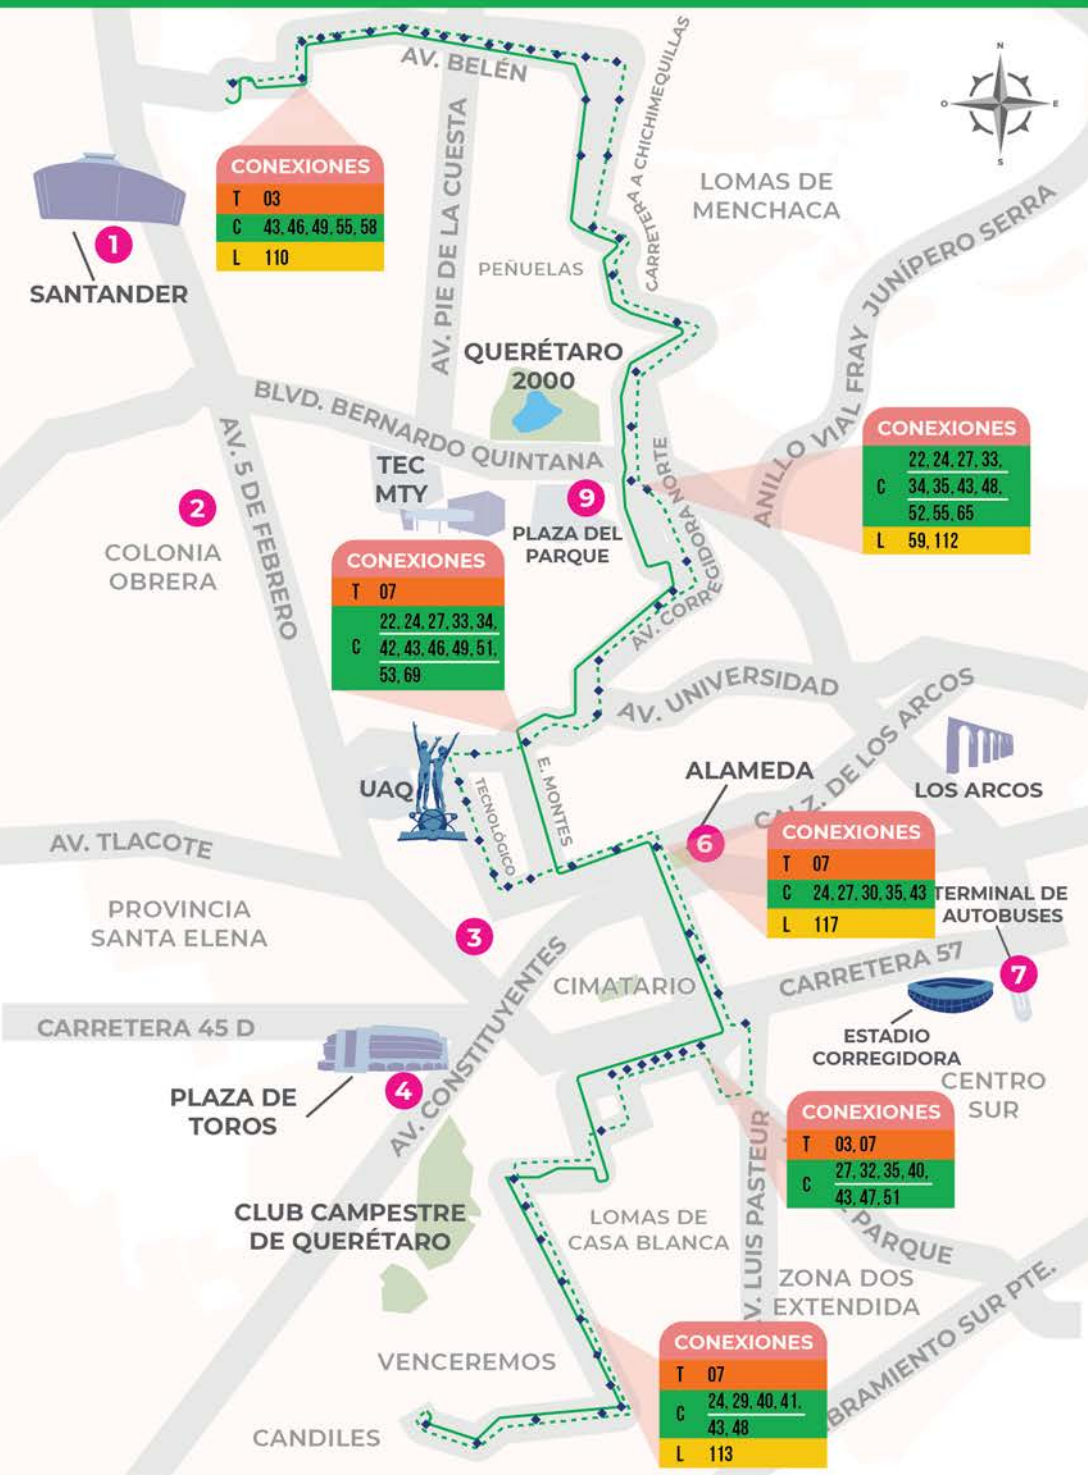 AV. BELÉN
CARRETERA A CHICHIMEQUILLAS
N
O
E
S
CONEXIONES
T 03
C 43, 46, 49, 55, 58
L 110
1
SANTANDER
AV. PIE DE LA CUESTA
LOMAS DE
MENCHACA
PEÑUELAS
ANILLO VIAL FRAY JUNÍPERO SERRA
QUERÉTARO
2000
BLVD. BERNARDO QUINTANA
AV. 5 DE FEBRERO
TEC
MTY
9
PLAZA DEL
PARQUE
AV. CORREGIDORA NORTE
CONEXIONES
22, 24, 27, 33,
C 34, 35, 43, 48,
52, 55, 65
L 59, 112
2
COLONIA
OBRERA
CONEXIONES
T 07
22, 24, 27, 33, 34,
C 42, 43, 46, 49, 51,
53, 69
AV. UNIVERSIDAD
CALZ. DE LOS ARCOS
LOS ARCOS
UAQ
TECNOLÓGICO
E. MONTES
ALAMEDA
6
AV. TLACOTE
CONEXIONES
T 07
C 24, 27, 30, 35, 43
L 117
TERMINAL DE
AUTOBUSES
7
PROVINCIA
SANTA ELENA
3
CIMATARIO
CARRETERA 57
CARRETERA 45 D
AV. CONSTITUYENTES
ESTADIO
CORREGIDORA
CENTRO
SUR
PLAZA DE
TOROS
4
CONEXIONES
T 03, 07
27, 32, 35, 40,
C
43, 47, 51
CLUB CAMPESTRE
DE QUERÉTARO
LOMAS DE
CASA BLANCA
V. LUIS PASTEUR
PARQUE
ZONA DOS
EXTENDIDA
BRAMIENTO SUR PTE.
VENCEREMOS
CONEXIONES
T 07
24, 29, 40, 41,
C
43, 48
L 113
CANDILES